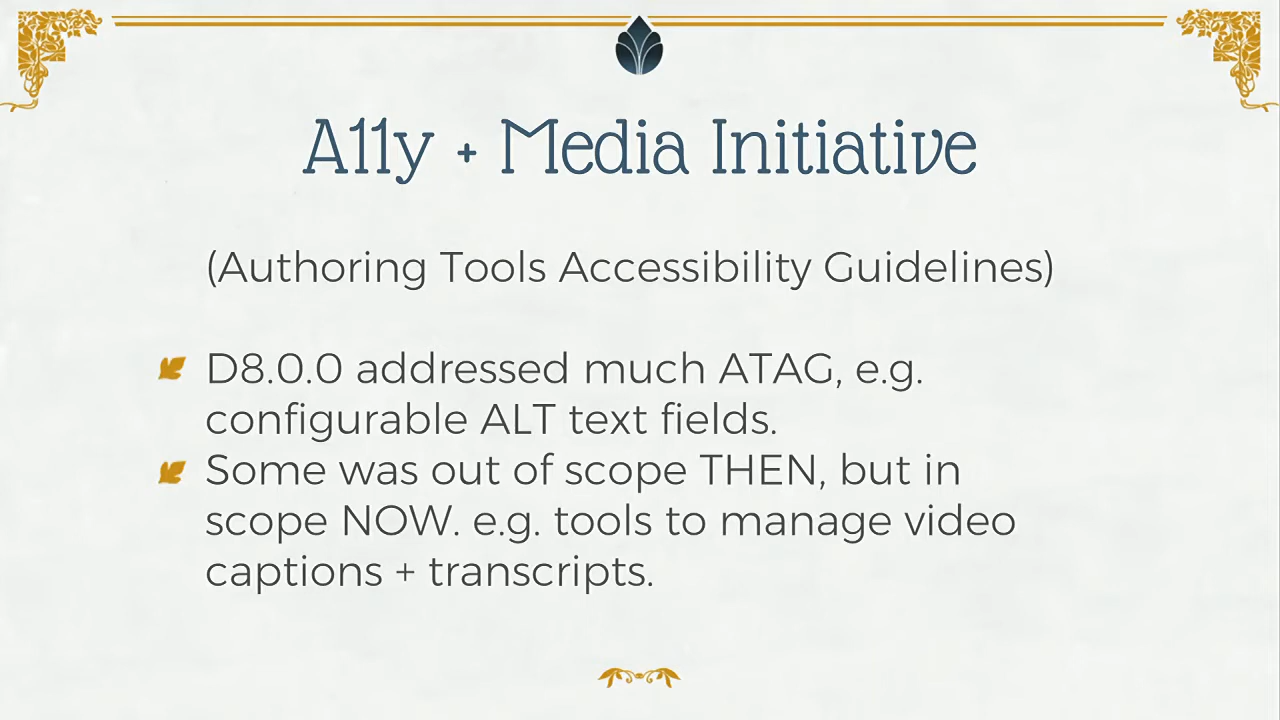 A11y + Media Initiative
(Authoring Tools Accessibility Guidelines)
D8.0.0 addressed much ATAG, e.g.
configurable ALT text fields.
Some was out of scope THEN, but in
scope NOW. e.g. tools to manage video
captions + transcripts.